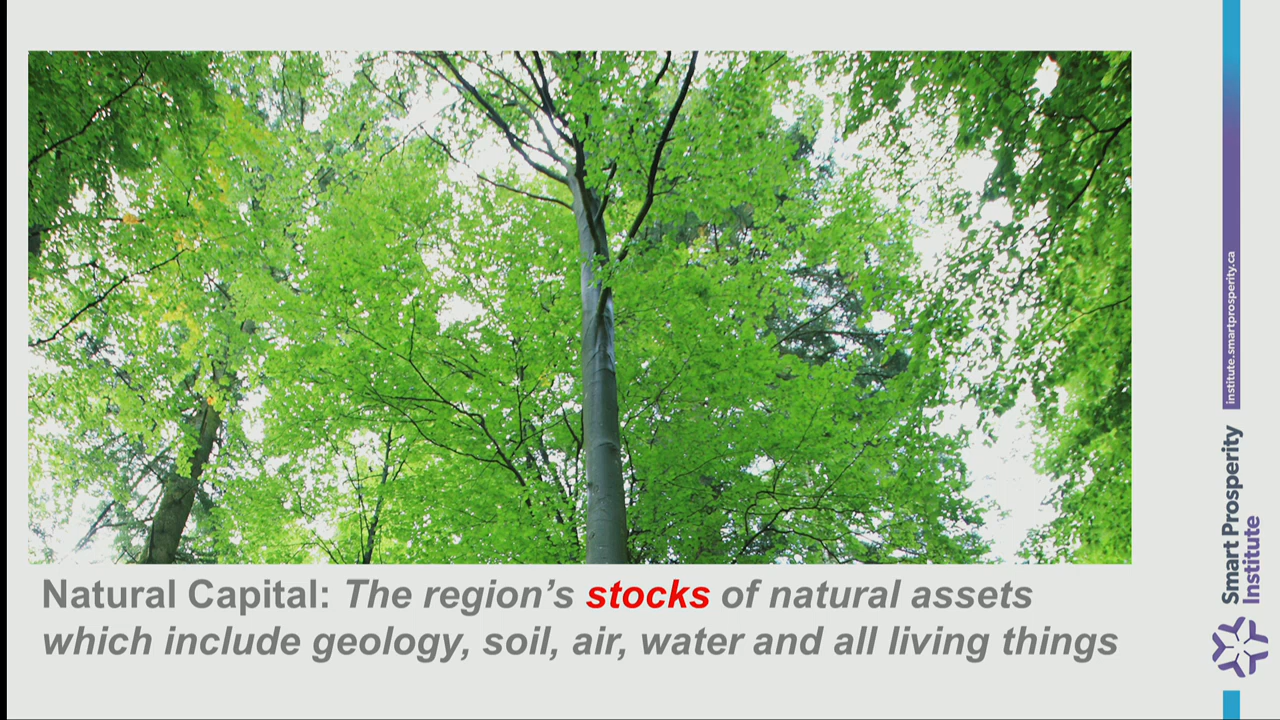 Natural Capital: The region’s stocks of natural assets
which include geology, soil, air, water and all living things
institute.smartprosperity.ca
Smart Prosperity
Institute